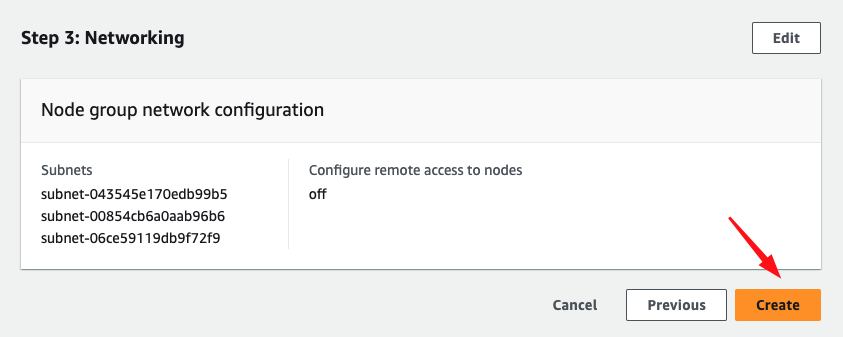 Step 3: Networking
Edit
Node group network configuration
Subnets
subnet-043545e170edb99b5
subnet-00854cb6a0aab96b6
subnet-06ce59119db9f72f9
Configure remote access to nodes
off
Cancel
Previous
Create